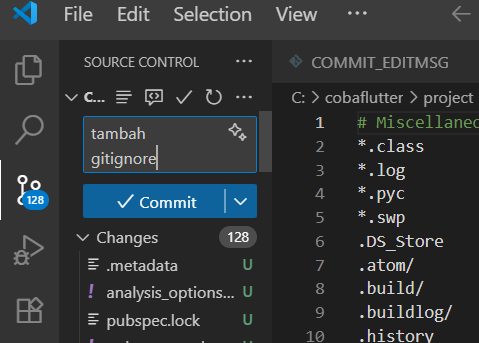 File Edit Selection View ...
SOURCE CONTROL
C...
tambah
gitignore
Commit
Changes 128
.metadata U
analysis_options... U
pubspec.lock U
128
COMMIT_EDITMSG
C: > cobaflutter > project
1 # Miscellanec
2 *.class
3 *.log
4 *.pyc
5 *.swp
6 .DS_Store
7 .atom/
8 .build/
9 .buildlog/
10 .history